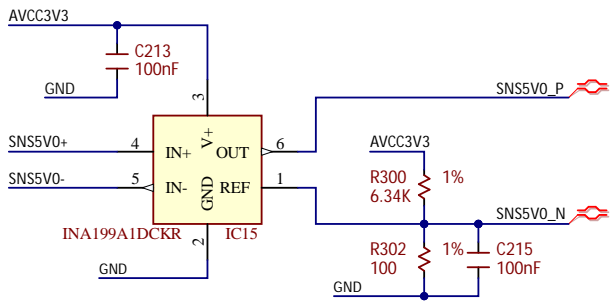 AVCC3V3
C213
100nF
GND
3
SNS5V0_P
SNS5V0+
4
IN+
V+
OUT
6
AVCC3V3
SNS5V0-
5
IN-
GND
REF
1
R300
1%
6.34K
SNS5V0_N
INA199A1DCKR
2
IC15
R302
1%
C215
100
100nF
GND
GND